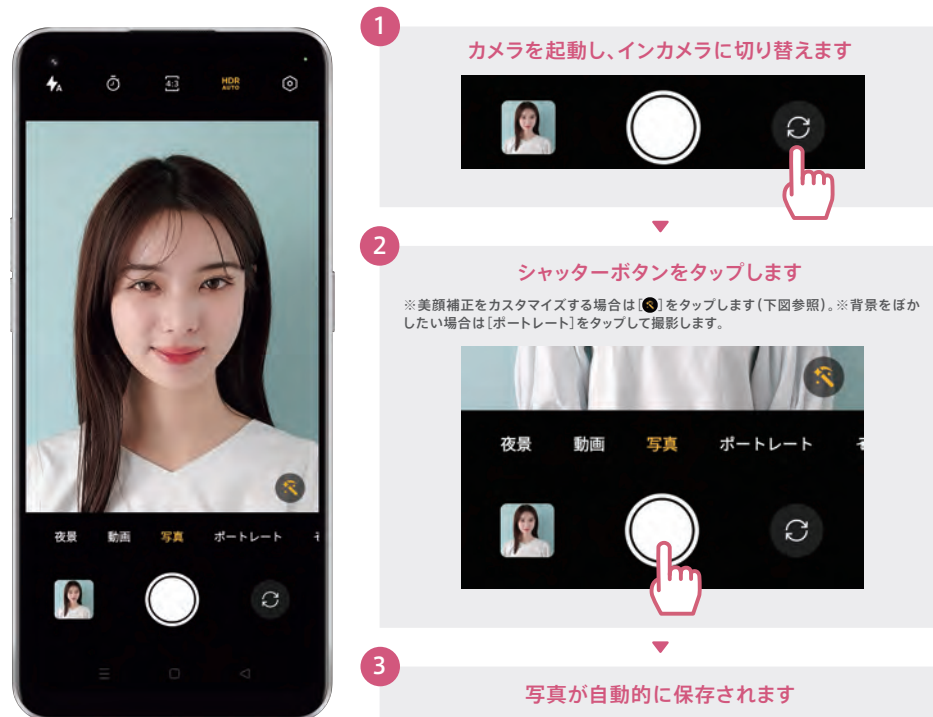 A
4:3
HDR
AUTO
夜景 動画 写真 ポートレート
1
カメラを起動し、インカメラに切り替えます
2
シャッターボタンをタップします
※美顔補正をカスタマイズする場合は[ ]をタップします(下図参照)。※背景をぼか
したい場合は[ポートレート]をタップして撮影します。
夜景 動画 写真 ポートレート
3
写真が自動的に保存されます